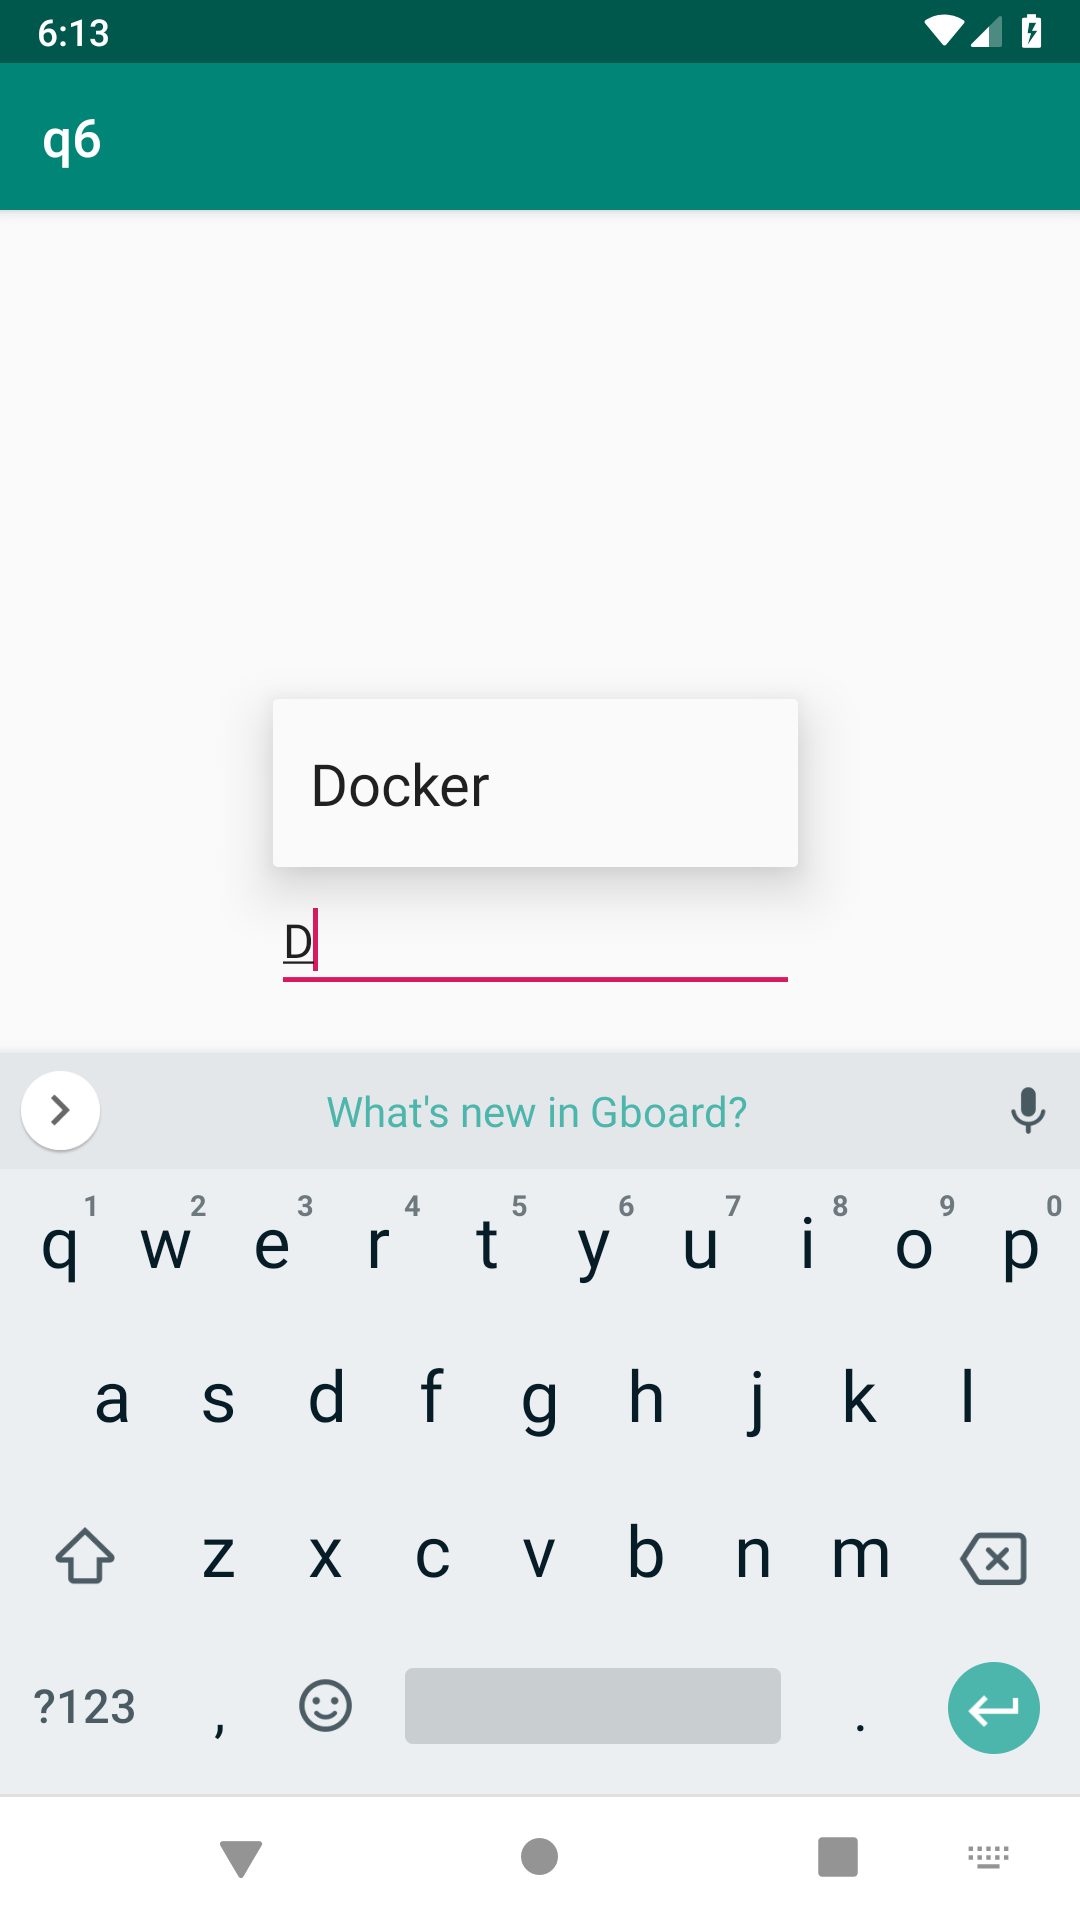 6:13
q6
Docker
D
What's new in Gboard?
1 2 3 4 5 6 7 8 9 0
q w e r t y u i o p
a s d f g h j k l
z x c v b n m
?123 , .